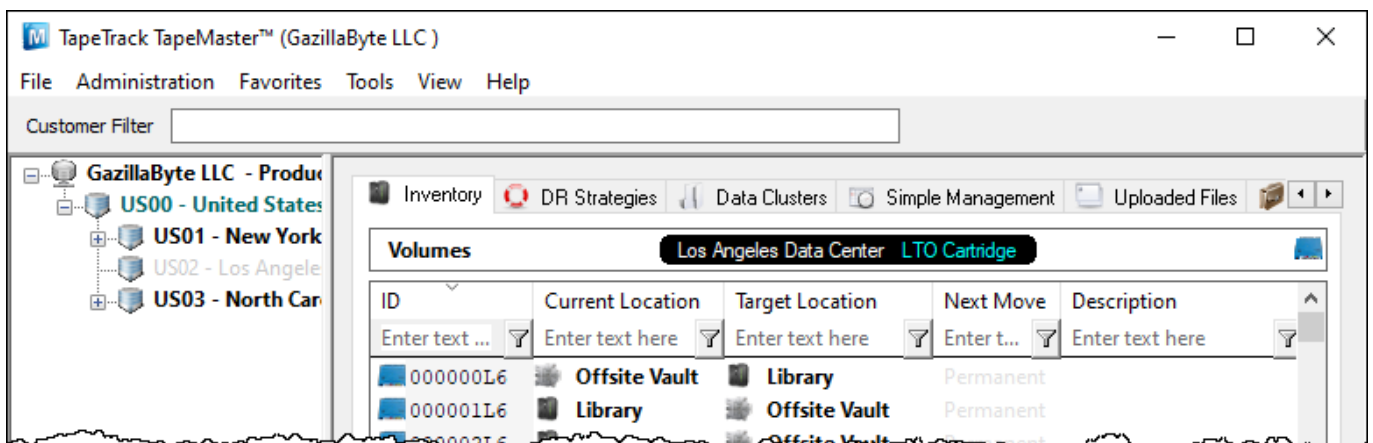 TapeTrack TapeMaster™ (GazillaByte LLC )
File Administration Favorites Tools View Help
Customer Filter
GazillaByte LLC - Produc
US00 - United States
US01 - New York
US02 - Los Angele
US03 - North Car
Inventory DR Strategies Data Clusters Simple Management Uploaded Files
Volumes Los Angeles Data Center LTO Cartridge
ID Current Location Target Location Next Move Description
Enter text ... Enter text here Enter text here Enter t... Enter text here
000000L6 Offsite Vault Library Permanent
000001L6 Library Offsite Vault Permanent
Offsite Vault